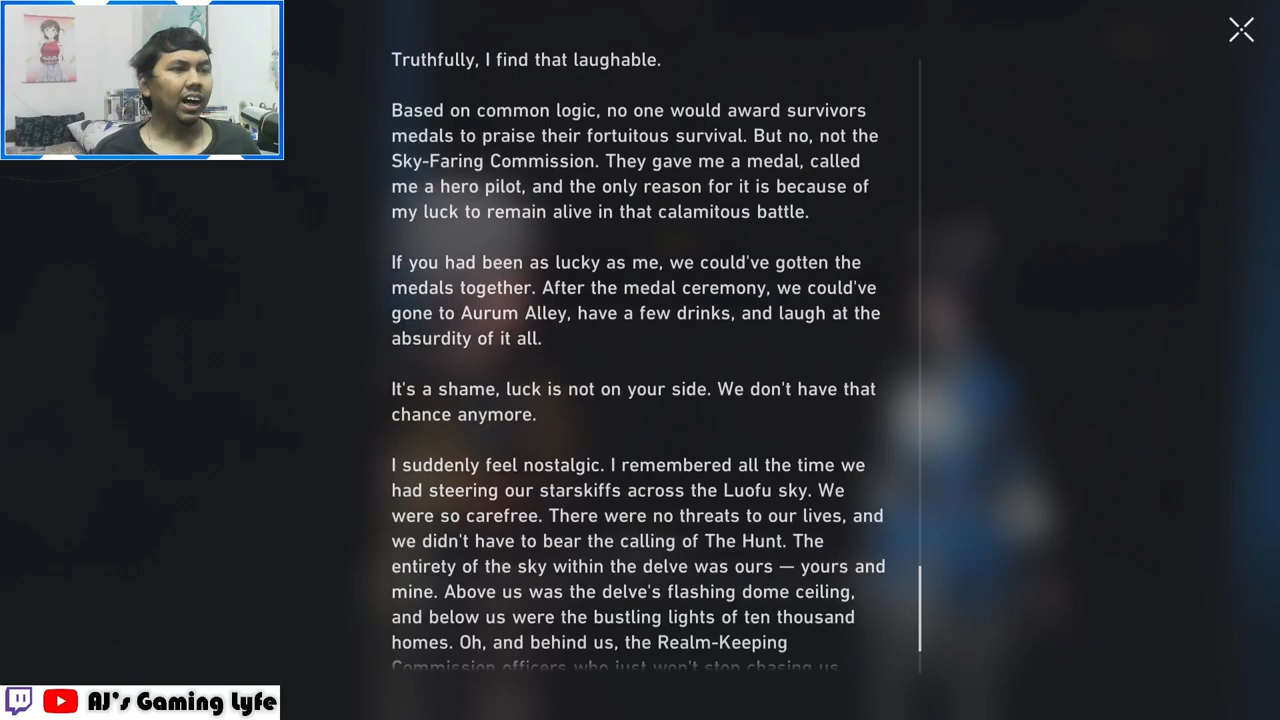 Truthfully, I find that laughable.
Based on common logic, no one would award survivors
medals to praise their fortuitous survival. But no, not the
Sky-Faring Commission. They gave me a medal, called
me a hero pilot, and the only reason for it is because of
my luck to remain alive in that calamitous battle.
If you had been as lucky as me, we could've gotten the
medals together. After the medal ceremony, we could've
gone to Aurum Alley, have a few drinks, and laugh at the
absurdity of it all.
It's a shame, luck is not on your side. We don't have that
chance anymore.
I suddenly feel nostalgic. I remembered all the time we
had steering our starskiffs across the Luofu sky. We
were so carefree. There were no threats to our lives, and
we didn't have to bear the calling of The Hunt. The
entirety of the sky within the delve was ours — yours and
mine. Above us was the delve's flashing dome ceiling,
and below us were the bustling lights of ten thousand
homes. Oh, and behind us, the Realm-Keeping
Commission officers who just won't stop chasing us
AJ's Gaming Lyfe